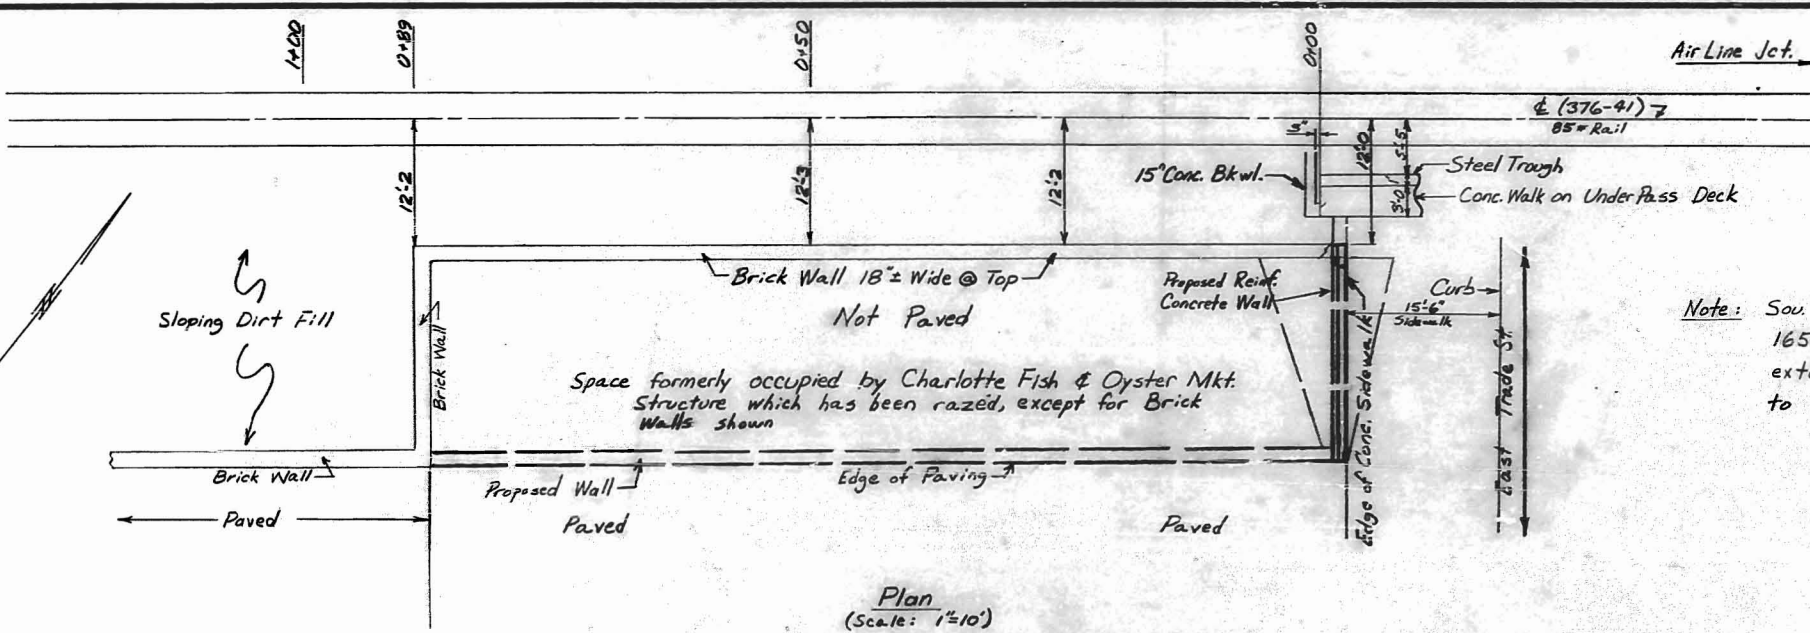 1+00
0+89
0+50
0+00
Air Line Jct.
℄ (376-41)
85# Rail
12'-2
12'-3
12'-2
3"
12'-0
5'-5
15" Conc. Bkwl.
Steel Trough
3'-0
Conc. Walk on Under Pass Deck
Brick Wall 18"± Wide @ Top
Proposed Reinf.
Concrete Wall
Curb
15'-6"
Sidewalk
Sloping Dirt Fill
Not Paved
Brick Wall
Space formerly occupied by Charlotte Fish & Oyster Mkt.
Structure which has been razed, except for Brick
Walls shown
Edge of Conc. Sidewalk
East Trade St.
Note: Sou.
165
ext
to
Brick Wall
Proposed Wall
Edge of Paving
Paved
Paved
Paved
Plan
(Scale: 1"=10')